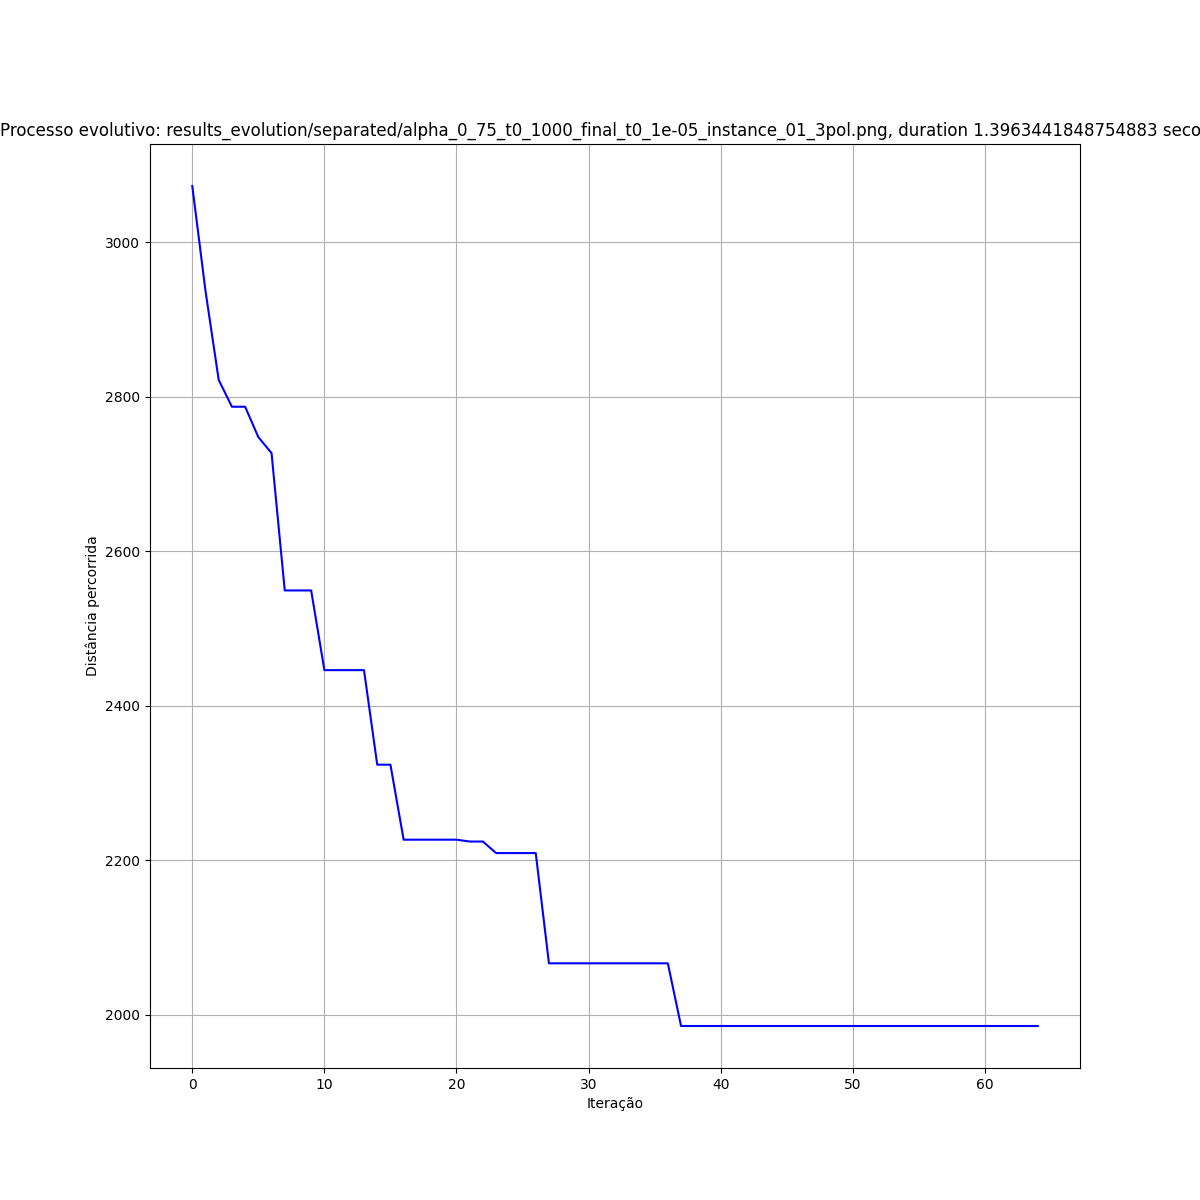 Processo evolutivo: results_evolution/separated/alpha_0_75_t0_1000_final_t0_1e-05_instance_01_3pol.png, duration 1.3963441848754883 seco
3000
2800
2600
2400
2200
2000
Distância percorrida
0 10 20 30 40 50 60
Iteração